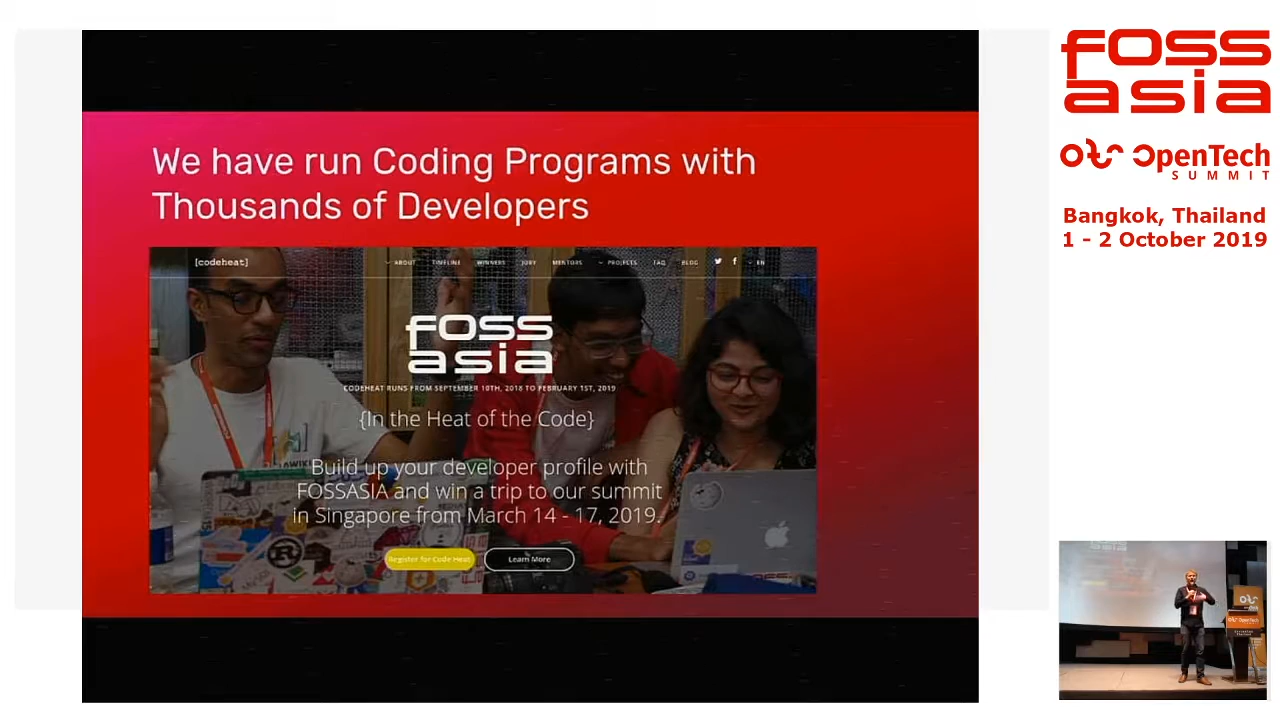 We have run Coding Programs with
Thousands of Developers
[codeheat]
ABOUT TIMELINE WINNERS JURY MENTORS PROJECTS FAQ BLOG EN
foss
asia
CODEHEAT RUNS FROM SEPTEMBER 10TH, 2018 TO FEBRUARY 1ST, 2019
{In the Heat of the Code}
Build up your developer profile with
FOSSASIA and win a trip to our summit
in Singapore from March 14 - 17, 2019.
Register for Code Heat Learn More
foss
asia
OpenTech
SUMMIT
Bangkok, Thailand
1 - 2 October 2019
OpenTech